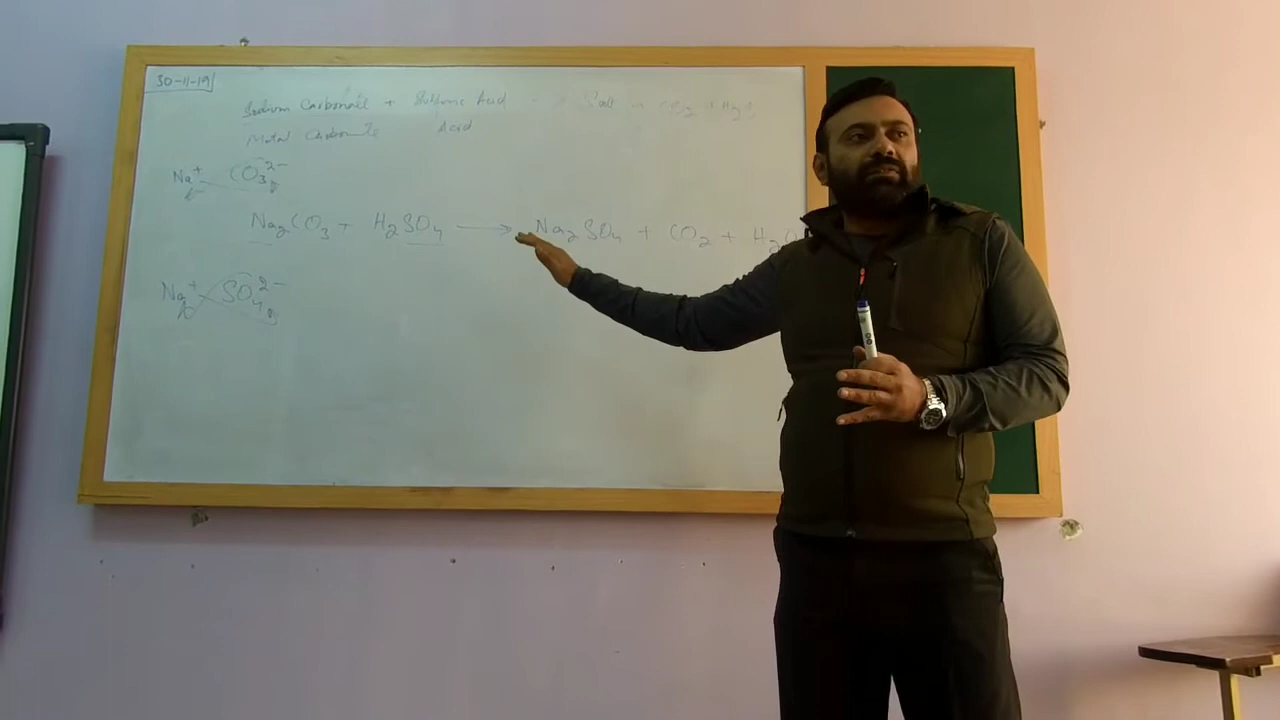 30-11-19
Sodium Carbonate + Sulphuric Acid → Salt + CO2 + H2O
Metal Carbonate Acid
Na+ CO3 2-
Na2CO3 + H2SO4 → Na2SO4 + CO2 + H2O
Na+ SO4 2-